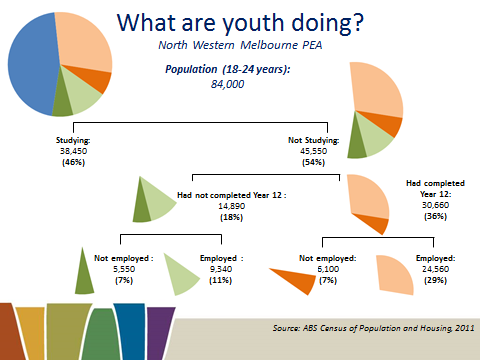 What are youth doing?
North Western Melbourne PEA
Population (18-24 years):
84,000
Studying:
38,450
(46%)
Not Studying:
45,550
(54%)
Had not completed Year 12 :
14,890
(18%)
Had completed
Year 12:
30,660
(36%)
Not employed :
5,550
(7%)
Employed :
9,340
(11%)
Not employed:
6,100
(7%)
Employed:
24,560
(29%)
Source: ABS Census of Population and Housing, 2011